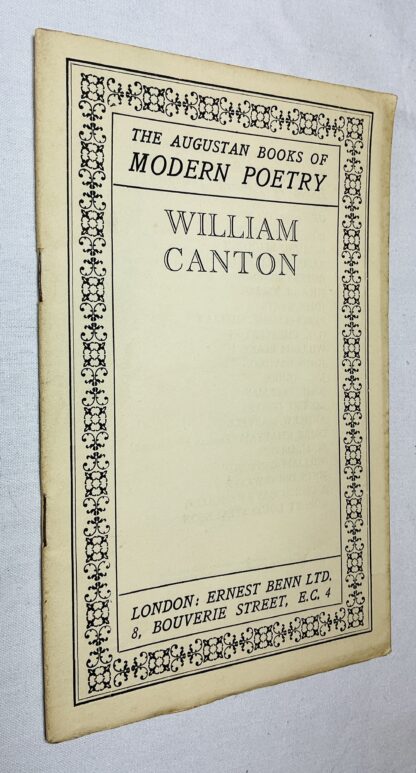 THE AUGUSTAN BOOKS OF
MODERN POETRY
WILLIAM
CANTON
LONDON: ERNEST BENN LTD.
8, BOUVERIE STREET, E.C. 4